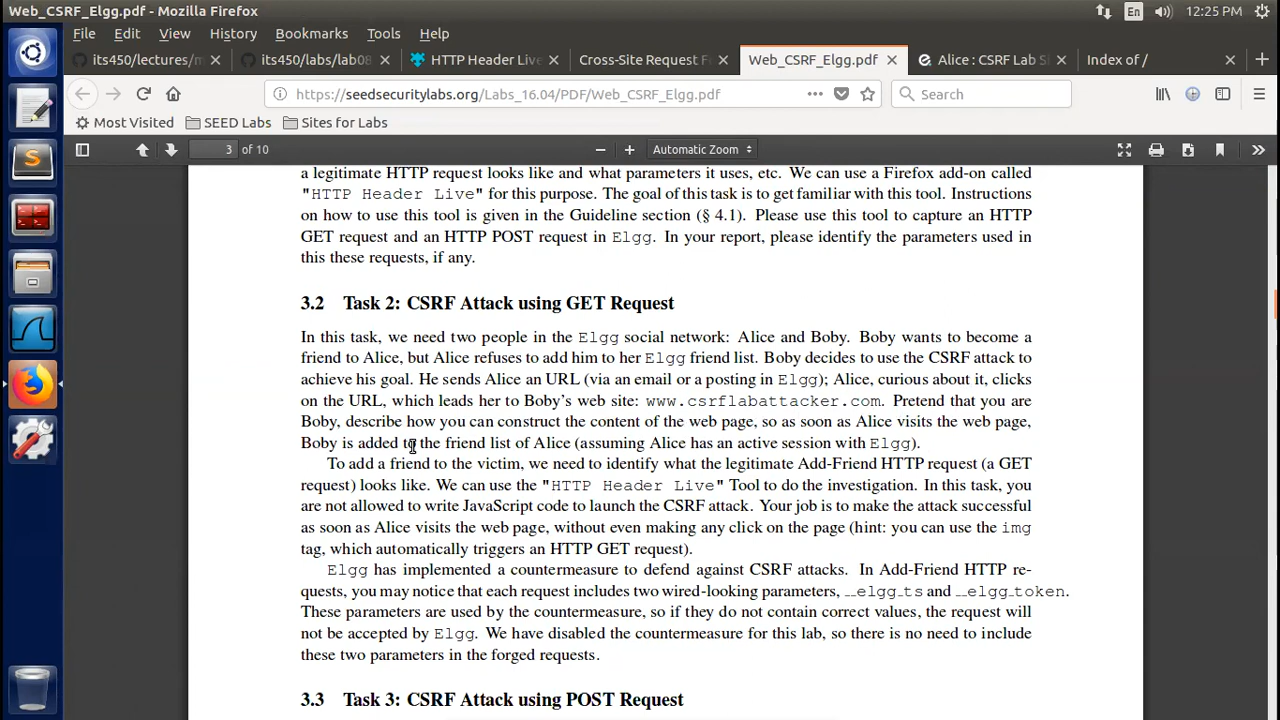 Web_CSRF_Elgg.pdf - Mozilla Firefox
En
12:25 PM
File Edit View History Bookmarks Tools Help
its450/lectures/m
its450/labs/lab08
HTTP Header Live
Cross-Site Request F
Web_CSRF_Elgg.pdf
Alice : CSRF Lab S
Index of /
https://seedsecuritylabs.org/Labs_16.04/PDF/Web_CSRF_Elgg.pdf
Search
Most Visited
SEED Labs
Sites for Labs
3 of 10
Automatic Zoom
a legitimate HTTP request looks like and what parameters it uses, etc. We can use a Firefox add-on called
"HTTP Header Live" for this purpose. The goal of this task is to get familiar with this tool. Instructions
on how to use this tool is given in the Guideline section (§ 4.1). Please use this tool to capture an HTTP
GET request and an HTTP POST request in Elgg. In your report, please identify the parameters used in
this these requests, if any.
3.2 Task 2: CSRF Attack using GET Request
In this task, we need two people in the Elgg social network: Alice and Boby. Boby wants to become a
friend to Alice, but Alice refuses to add him to her Elgg friend list. Boby decides to use the CSRF attack to
achieve his goal. He sends Alice an URL (via an email or a posting in Elgg); Alice, curious about it, clicks
on the URL, which leads her to Boby's web site: www.csrflabattacker.com. Pretend that you are
Boby, describe how you can construct the content of the web page, so as soon as Alice visits the web page,
Boby is added to the friend list of Alice (assuming Alice has an active session with Elgg).
To add a friend to the victim, we need to identify what the legitimate Add-Friend HTTP request (a GET
request) looks like. We can use the "HTTP Header Live" Tool to do the investigation. In this task, you
are not allowed to write JavaScript code to launch the CSRF attack. Your job is to make the attack successful
as soon as Alice visits the web page, without even making any click on the page (hint: you can use the img
tag, which automatically triggers an HTTP GET request).
Elgg has implemented a countermeasure to defend against CSRF attacks. In Add-Friend HTTP re-
quests, you may notice that each request includes two wired-looking parameters, __elgg_ts and __elgg_token.
These parameters are used by the countermeasure, so if they do not contain correct values, the request will
not be accepted by Elgg. We have disabled the countermeasure for this lab, so there is no need to include
these two parameters in the forged requests.
3.3 Task 3: CSRF Attack using POST Request